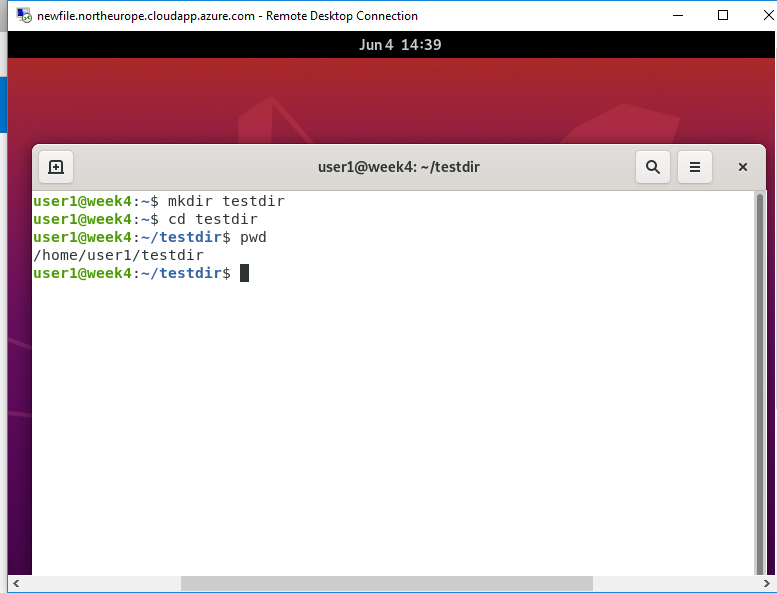 newfile.northeurope.cloudapp.azure.com - Remote Desktop Connection
Jun 4 14:39
user1@week4: ~/testdir
user1@week4:~$ mkdir testdir
user1@week4:~$ cd testdir
user1@week4:~/testdir$ pwd
/home/user1/testdir
user1@week4:~/testdir$